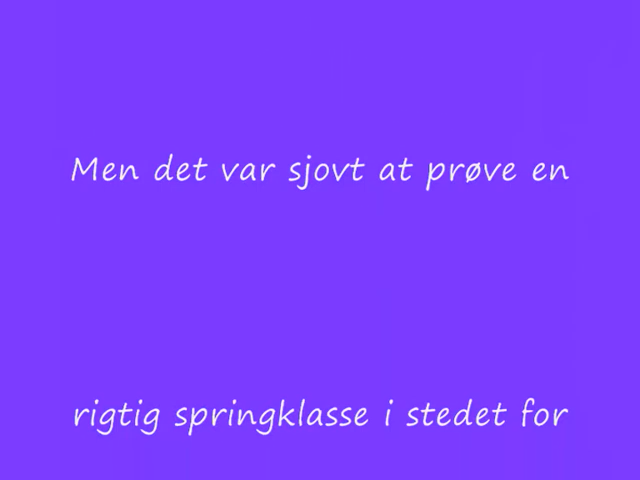 Men det var sjovt at prøve en
rigtig springklasse i stedet for